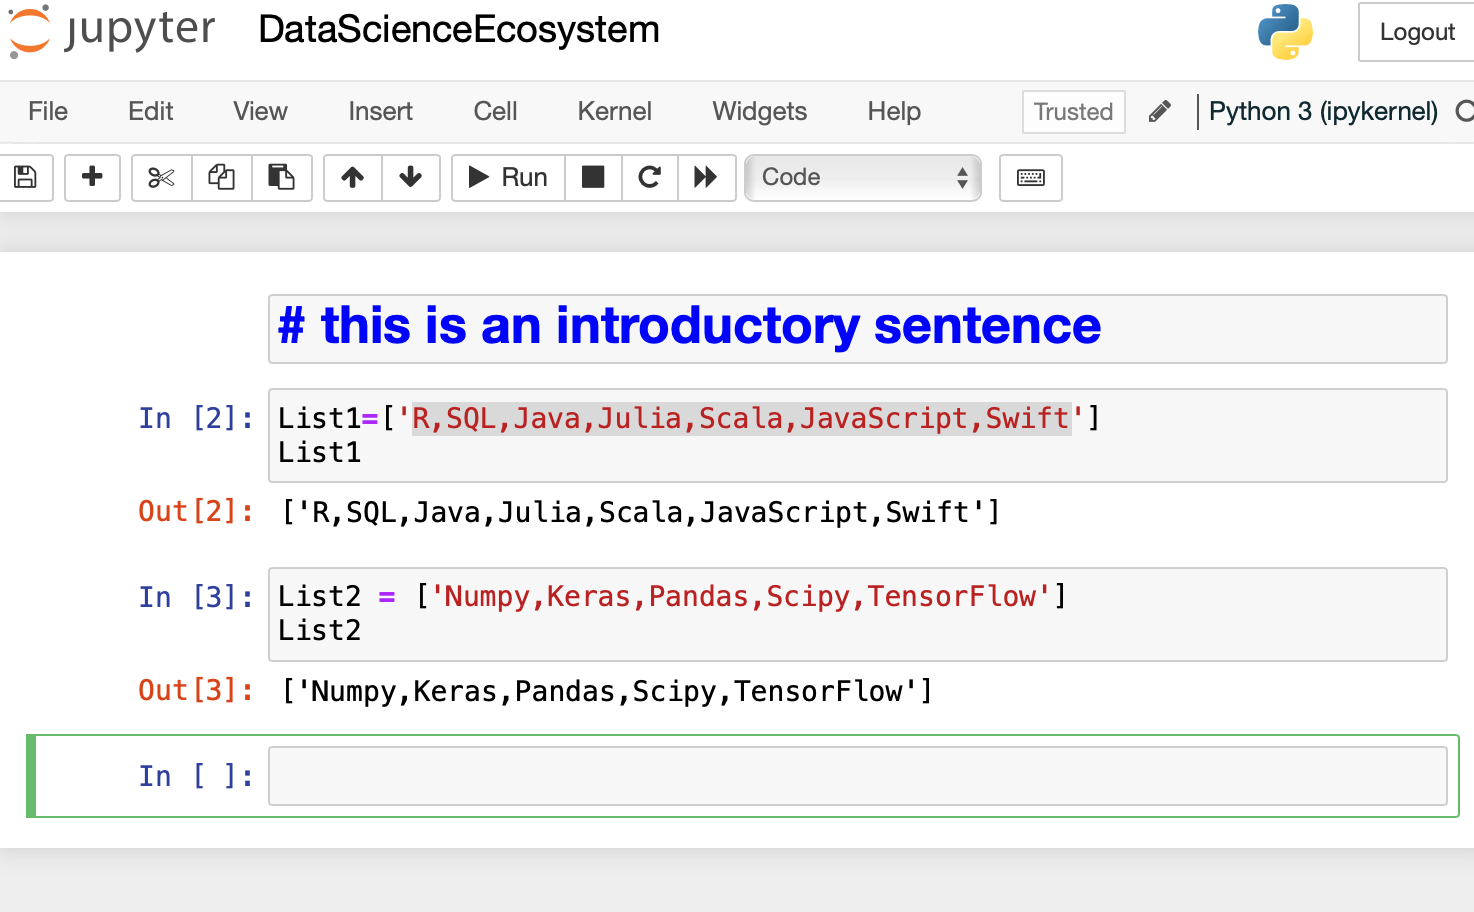 jupyter DataScienceEcosystem Logout
File Edit View Insert Cell Kernel Widgets Help Trusted Python 3 (ipykernel)
Run Code
# this is an introductory sentence
In [2]: List1=['R,SQL,Java,Julia,Scala,JavaScript,Swift']
List1
Out[2]: ['R,SQL,Java,Julia,Scala,JavaScript,Swift']
In [3]: List2 = ['Numpy,Keras,Pandas,Scipy,TensorFlow']
List2
Out[3]: ['Numpy,Keras,Pandas,Scipy,TensorFlow']
In [ ]: